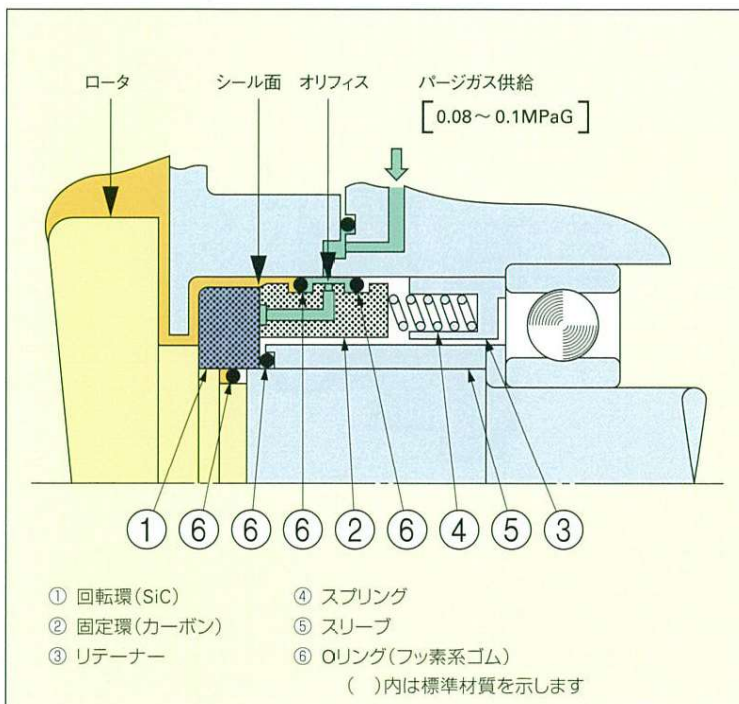 ロータ シール面 オリフィス パージガス供給
[0.08～0.1MPaG]
① ⑥ ⑥ ⑥ ② ⑥ ④ ⑤ ③
① 回転環(SiC)
② 固定環(カーボン)
③ リテーナー
④ スプリング
⑤ スリーブ
⑥ Oリング(フッ素系ゴム)
( )内は標準材質を示します